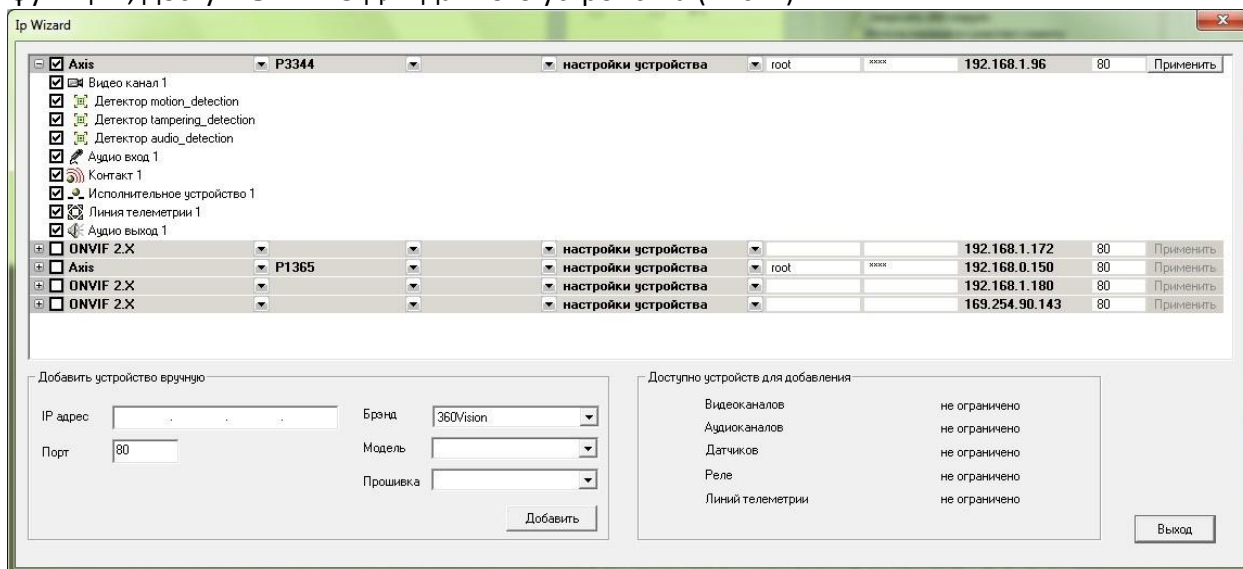 Ip Wizard
Axis P3344 настройки устройства root **** 192.168.1.96 80 Применить
Видео канал 1
Детектор motion_detection
Детектор tampering_detection
Детектор audio_detection
Аудио вход 1
Контакт 1
Исполнительное устройство 1
Линия телеметрии 1
Аудио выход 1
ONVIF 2.X настройки устройства 192.168.1.172 80 Применить
Axis P1365 настройки устройства root **** 192.168.0.150 80 Применить
ONVIF 2.X настройки устройства 192.168.1.180 80 Применить
ONVIF 2.X настройки устройства 169.254.90.143 80 Применить
Добавить устройство вручную
IP адрес . . .
Порт 80
Брэнд 360Vision
Модель
Прошивка
Добавить
Доступно устройств для добавления
Видеоканалов не ограничено
Аудиоканалов не ограничено
Датчиков не ограничено
Реле не ограничено
Линий телеметрии не ограничено
Выход